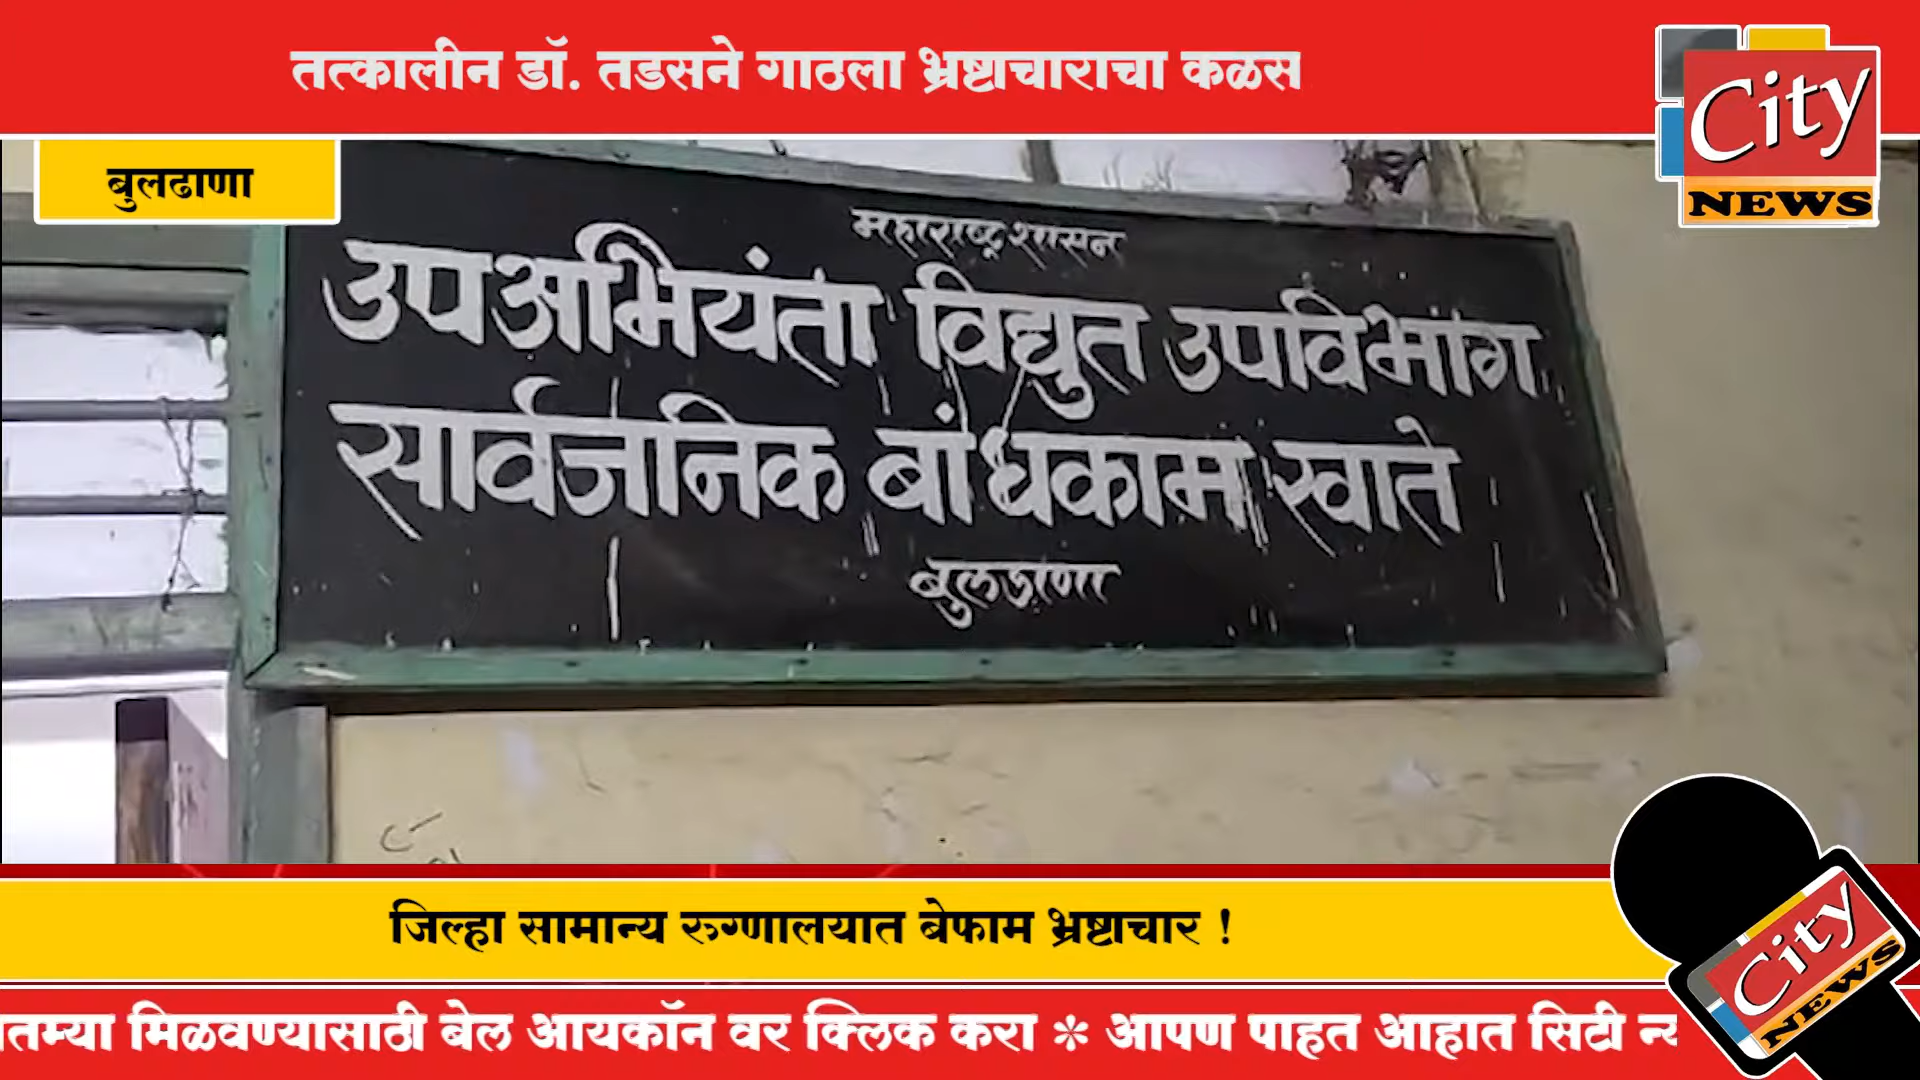 तत्कालीन डॉ. तडसने गाठला भ्रष्टाचाराचा कळस
City
NEWS
बुलढाणा
महाराष्ट्र शासन
उपअभियंता विद्युत उपविभाग
सार्वजनिक बांधकाम खाते
बुलडाणा
जिल्हा सामान्य रुग्णालयात बेफाम भ्रष्टाचार !
तम्या मिळवण्यासाठी बेल आयकॉन वर क्लिक करा * आपण पाहत आहात सिटी
City
NEWS